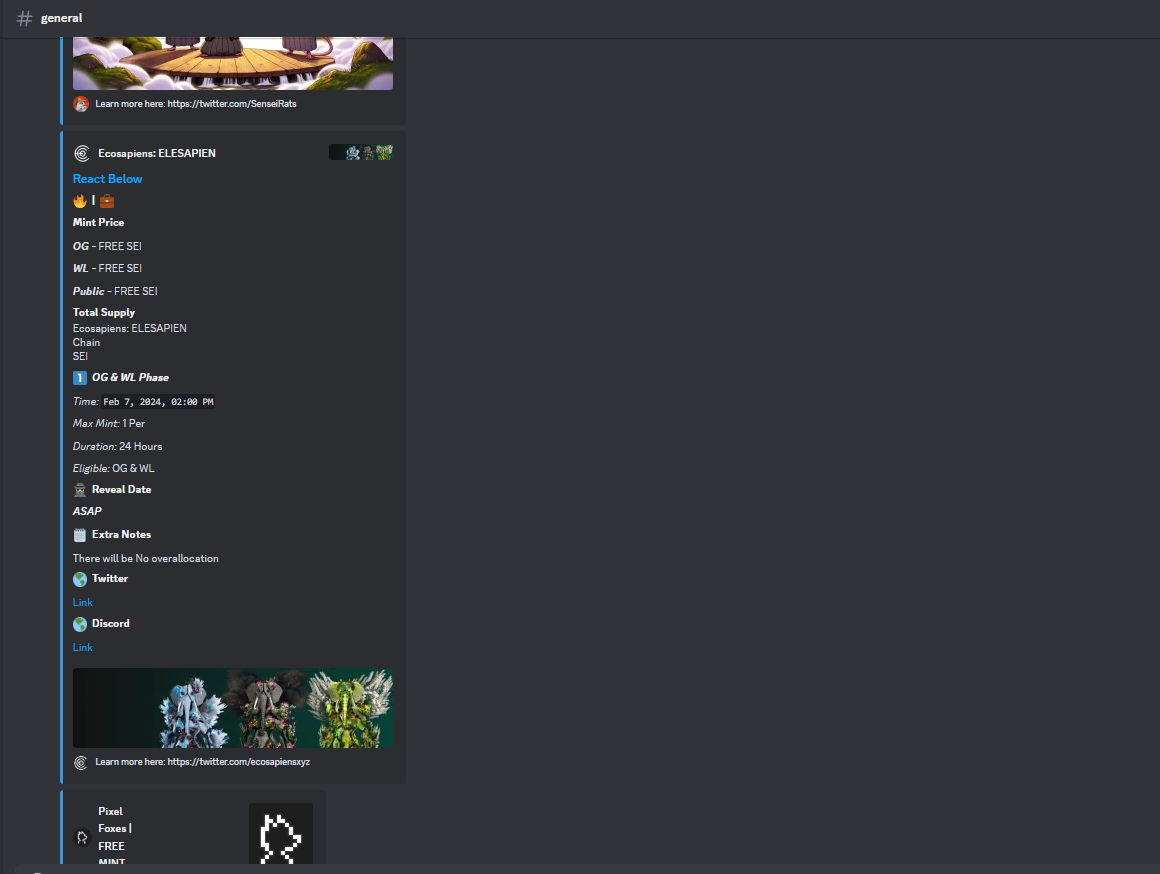 general
Learn more here: https://twitter.com/SenseiRats
Ecosapiens: ELESAPIEN
React Below
🔥 | 💼
Mint Price
OG - FREE SEI
WL - FREE SEI
Public - FREE SEI
Total Supply
Ecosapiens: ELESAPIEN
Chain
SEI
1 OG & WL Phase
Time: Feb 7, 2024, 02:00 PM
Max Mint: 1 Per
Duration: 24 Hours
Eligible: OG & WL
Reveal Date
ASAP
Extra Notes
There will be No overallocation
Twitter
Link
Discord
Link
Learn more here: https://twitter.com/ecosapiensxyz
Pixel
Foxes |
FREE
MINT